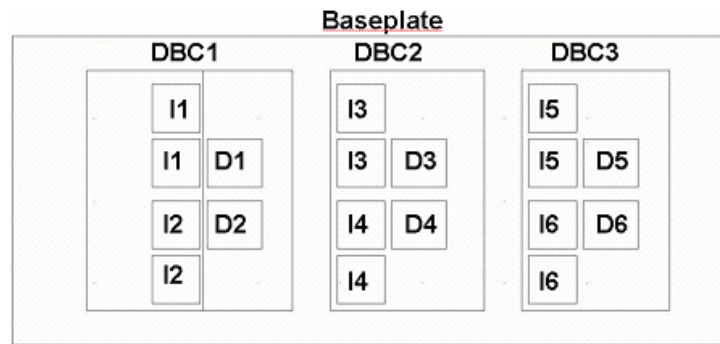 Baseplate
DBC1 DBC2 DBC3
I1 I3 I5
I1 D1 I3 D3 I5 D5
I2 D2 I4 D4 I6 D6
I2 I4 I6